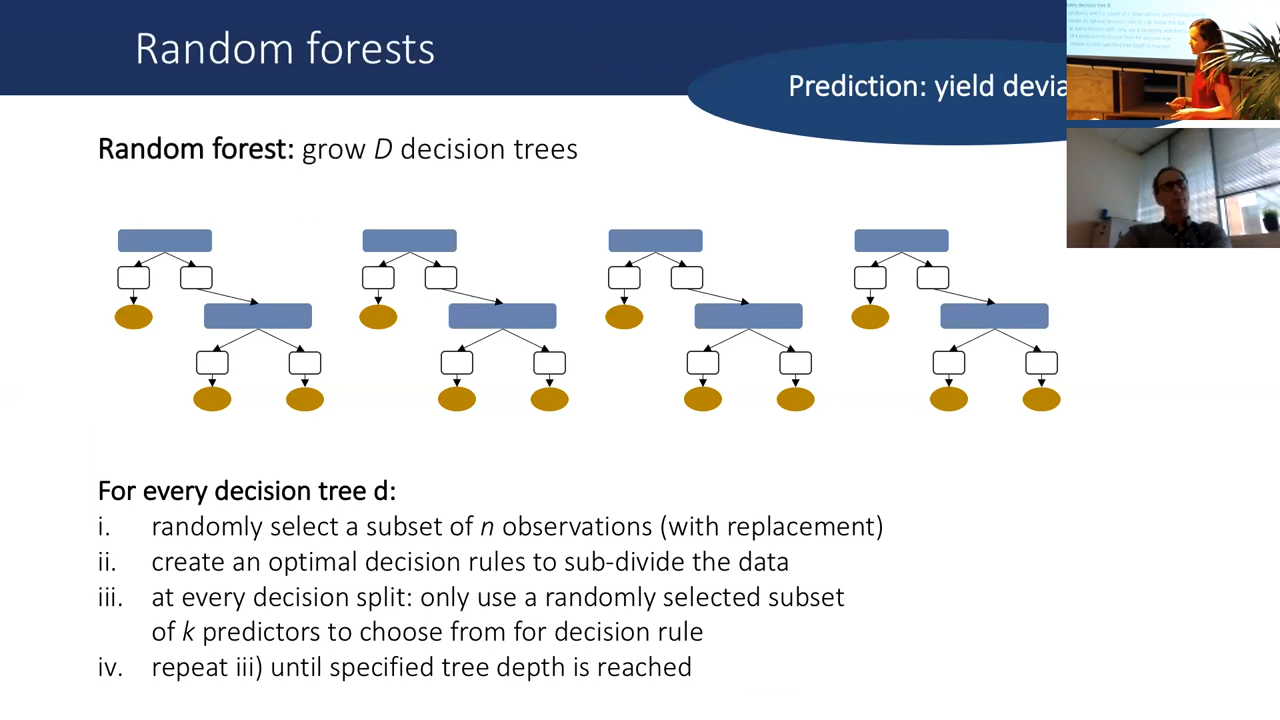 Random forests
Prediction: yield devia
Random forest: grow D decision trees
For every decision tree d:
i. randomly select a subset of n observations (with replacement)
ii. create an optimal decision rules to sub-divide the data
iii. at every decision split: only use a randomly selected subset
of k predictors to choose from for decision rule
iv. repeat iii) until specified tree depth is reached
every decision tree d: